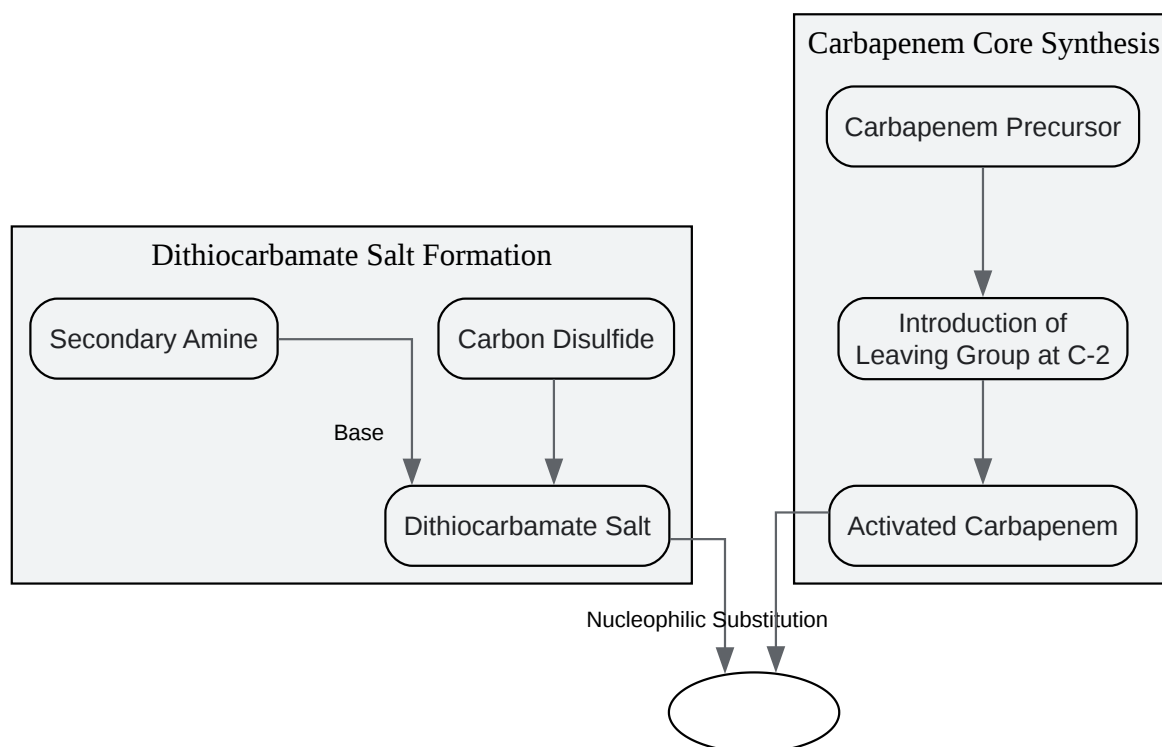 Carbapenem Core Synthesis
Carbapenem Precursor
Dithiocarbamate Salt Formation
Secondary Amine
Carbon Disulfide
Introduction of
Leaving Group at C-2
Base
Dithiocarbamate Salt
Activated Carbapenem
Nucleophilic Substitution